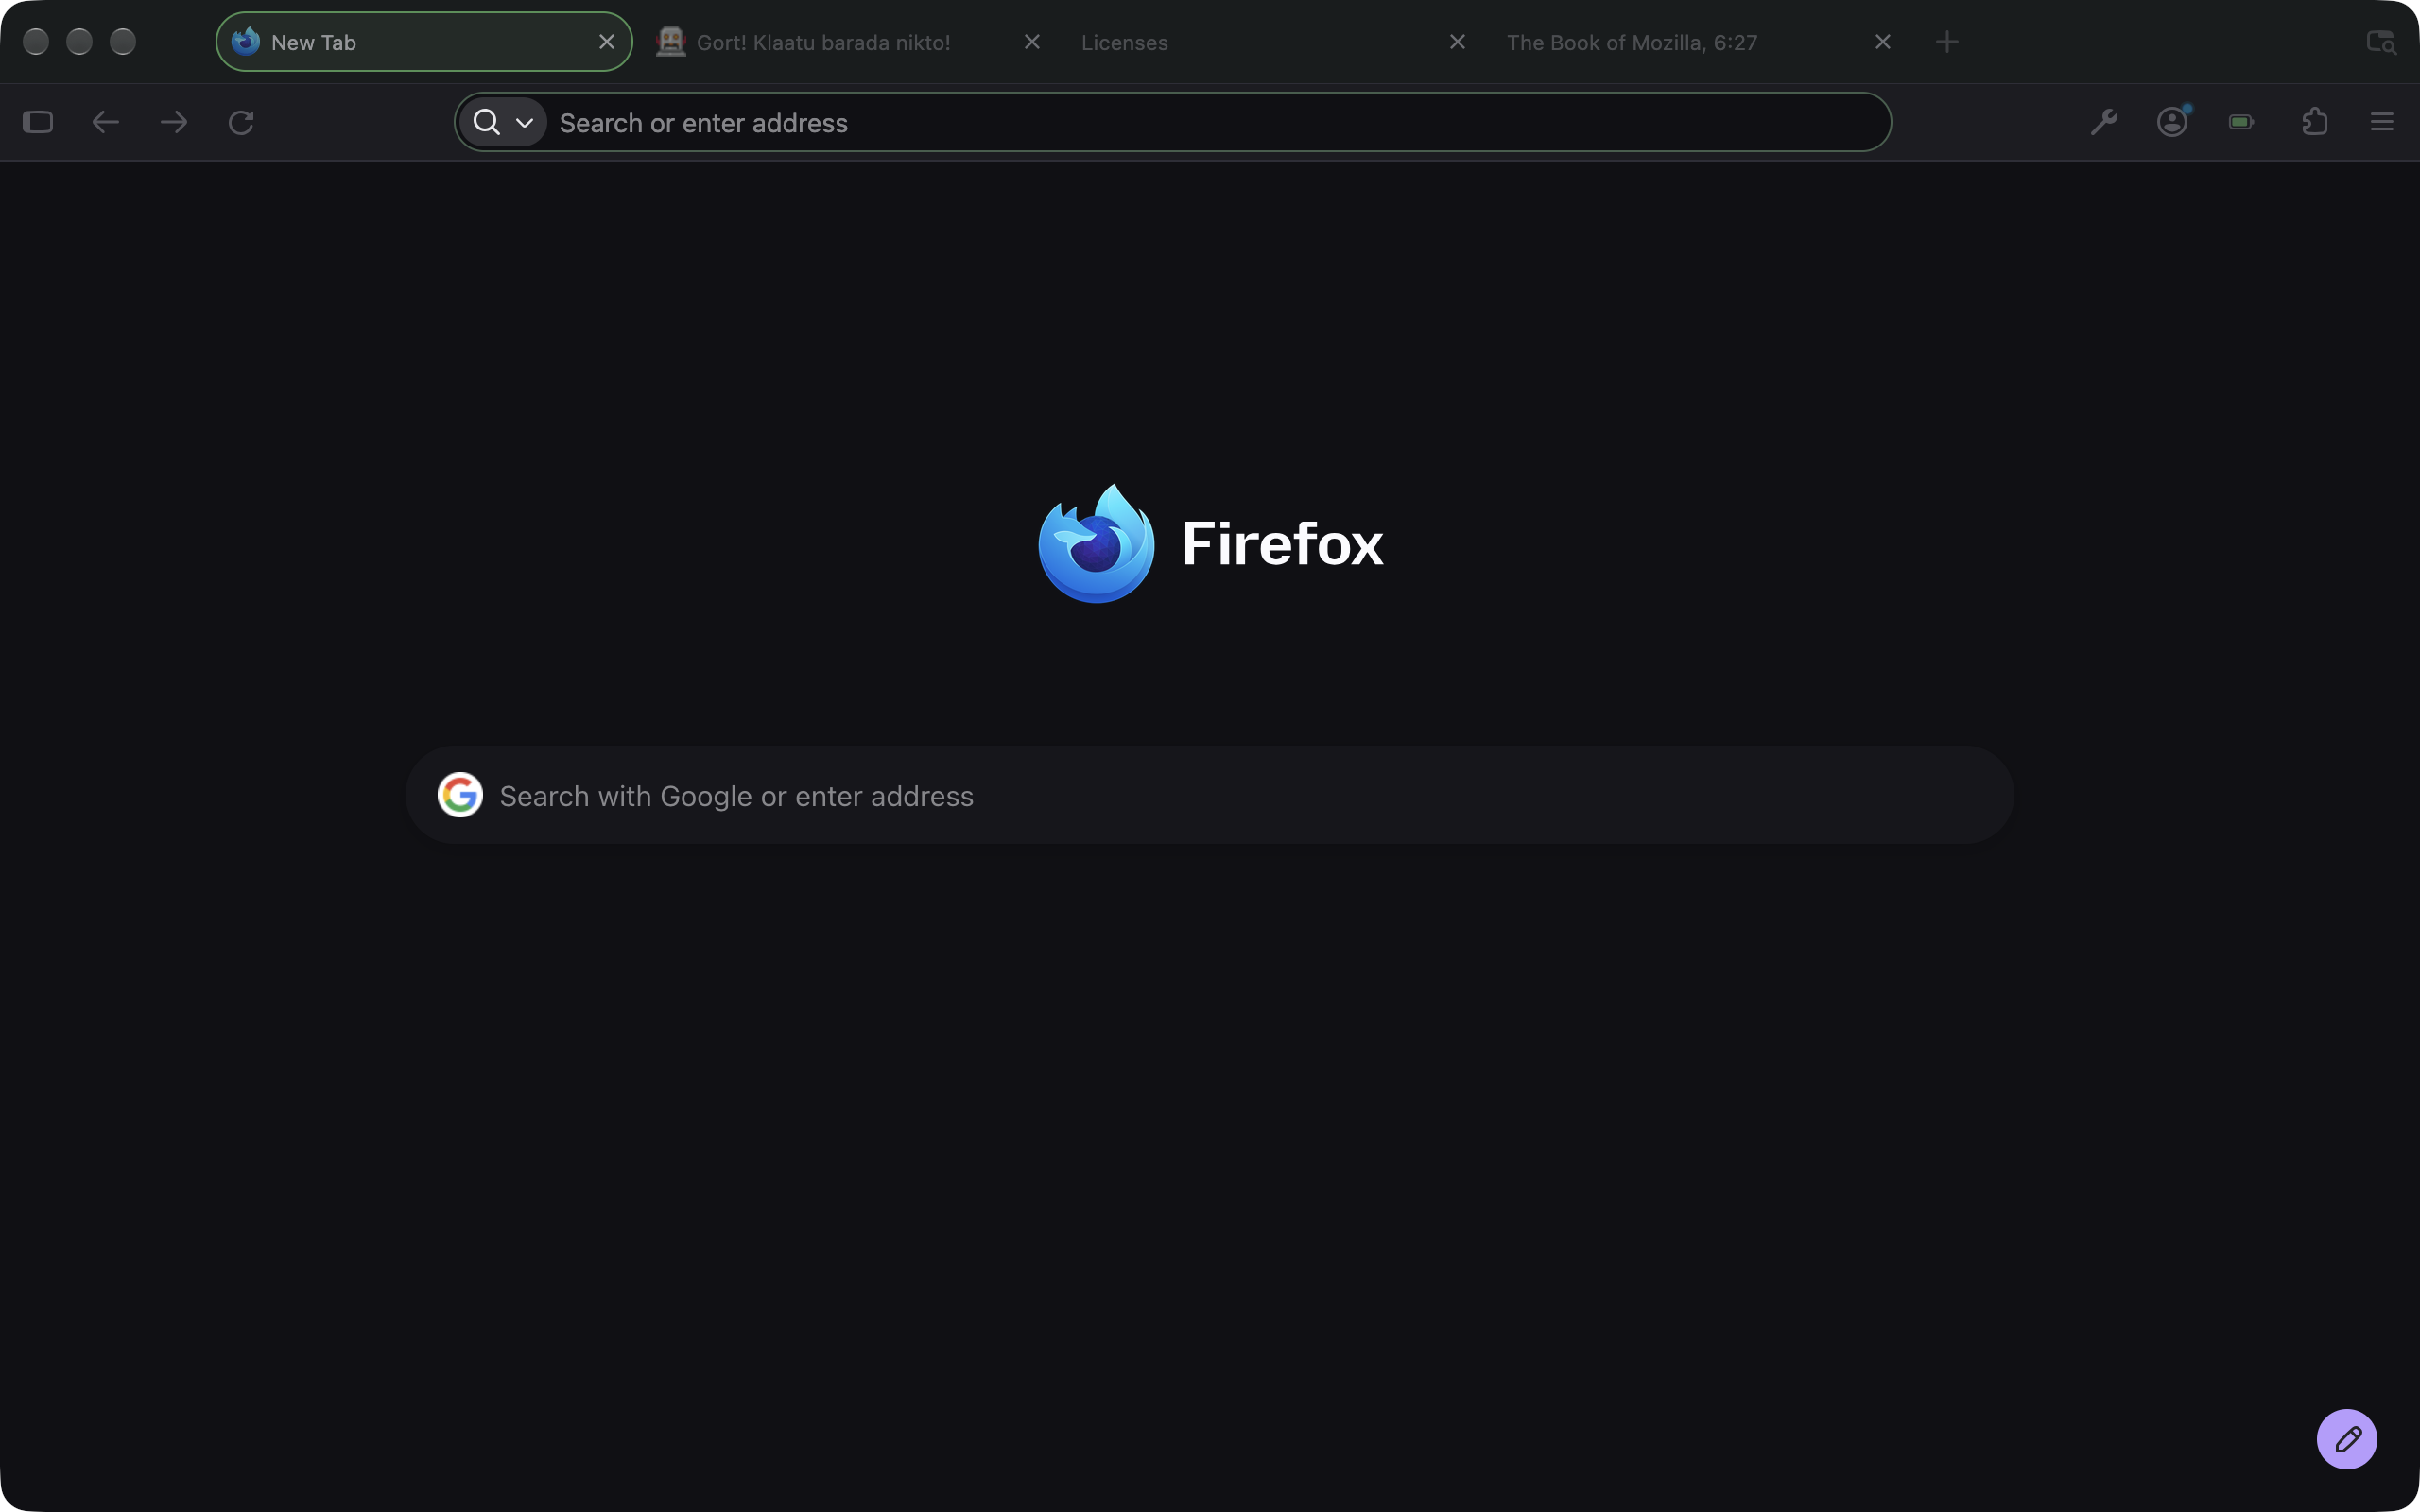 New Tab
Gort! Klaatu barada nikto!
Licenses
The Book of Mozilla, 6:27
Search or enter address
Firefox
Search with Google or enter address